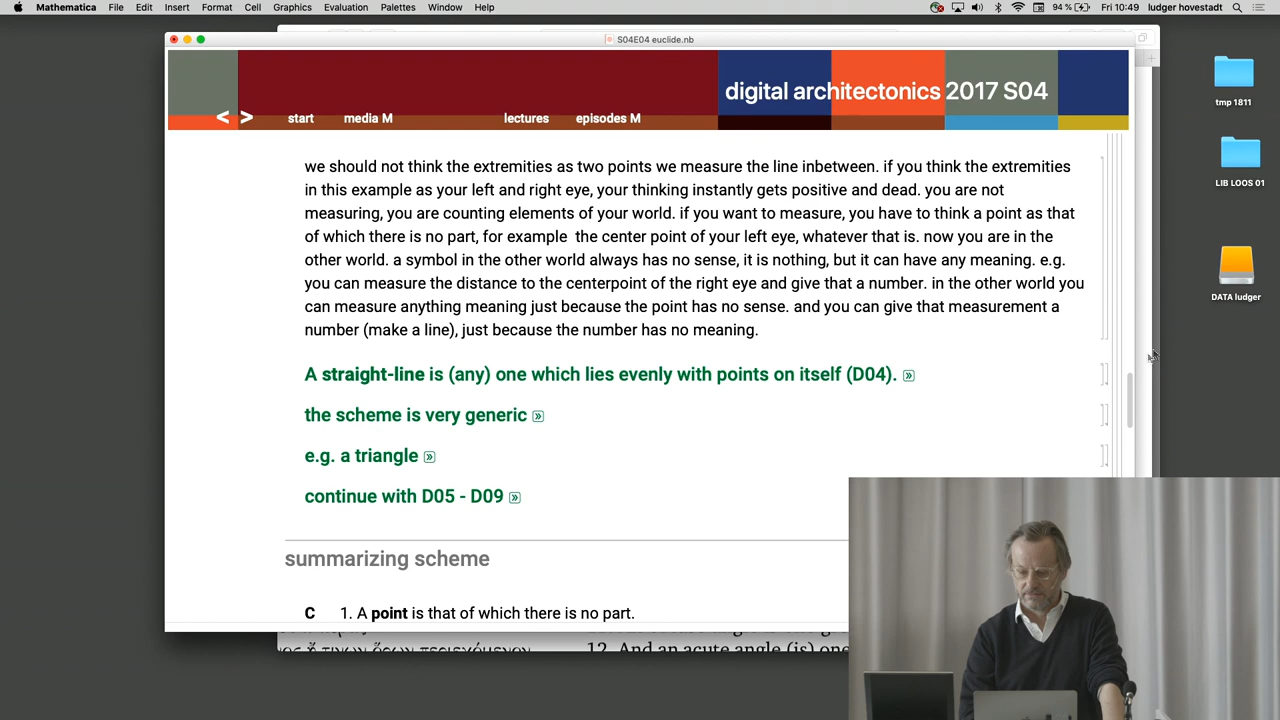 Mathematica File Edit Insert Format Cell Graphics Evaluation Palettes Window Help 94 % Fri 10:49 ludger hovestadt
S04E04 euclide.nb
digital architectonics 2017 S04
< > start media M lectures episodes M
tmp 1811
LIB LOOS 01
DATA ludger
we should not think the extremities as two points we measure the line inbetween. if you think the extremities
in this example as your left and right eye, your thinking instantly gets positive and dead. you are not
measuring, you are counting elements of your world. if you want to measure, you have to think a point as that
of which there is no part, for example the center point of your left eye, whatever that is. now you are in the
other world. a symbol in the other world always has no sense, it is nothing, but it can have any meaning. e.g.
you can measure the distance to the centerpoint of the right eye and give that a number. in the other world you
can measure anything meaning just because the point has no sense. and you can give that measurement a
number (make a line), just because the number has no meaning.
A straight-line is (any) one which lies evenly with points on itself (D04). »
the scheme is very generic »
e.g. a triangle »
continue with D05 - D09 »
summarizing scheme
C 1. A point is that of which there is no part.
12. And an acute angle (is) one